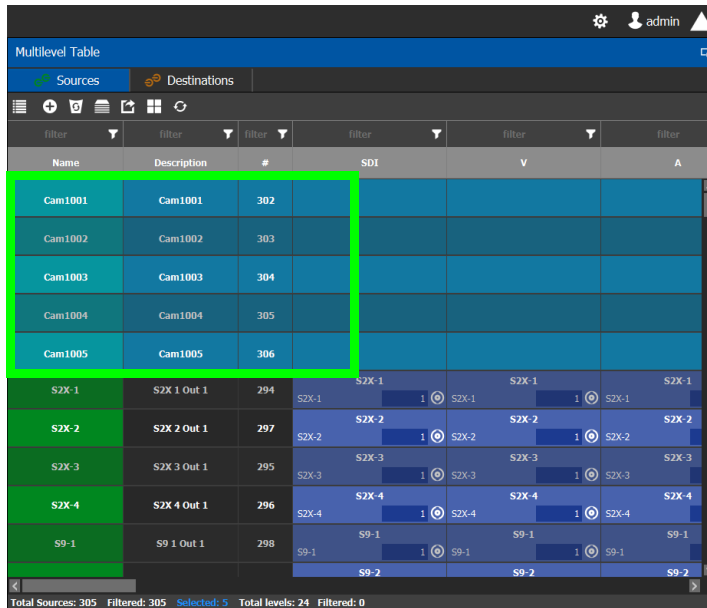 admin
Multilevel Table
Sources Destinations
filter filter filter filter filter filter
Name Description # SDI V A
Cam1001 Cam1001 302
Cam1002 Cam1002 303
Cam1003 Cam1003 304
Cam1004 Cam1004 305
Cam1005 Cam1005 306
S2X-1 S2X 1 Out 1 294 S2X-1 S2X-1 S2X-1
S2X-1 1 S2X-1 1 S2X-1
S2X-2 S2X 2 Out 1 297 S2X-2 S2X-2 S2X-2
S2X-2 1 S2X-2 1 S2X-2
S2X-3 S2X 3 Out 1 295 S2X-3 S2X-3 S2X-3
S2X-3 1 S2X-3 1 S2X-3
S2X-4 S2X 4 Out 1 296 S2X-4 S2X-4 S2X-4
S2X-4 1 S2X-4 1 S2X-4
S9-1 S9 1 Out 1 298 S9-1 S9-1 S9-1
S9-1 1 S9-1 1 S9-1
S9-2 S9-2 S9-2
Total Sources: 305 Filtered: 305 Selected: 5 Total levels: 24 Filtered: 0